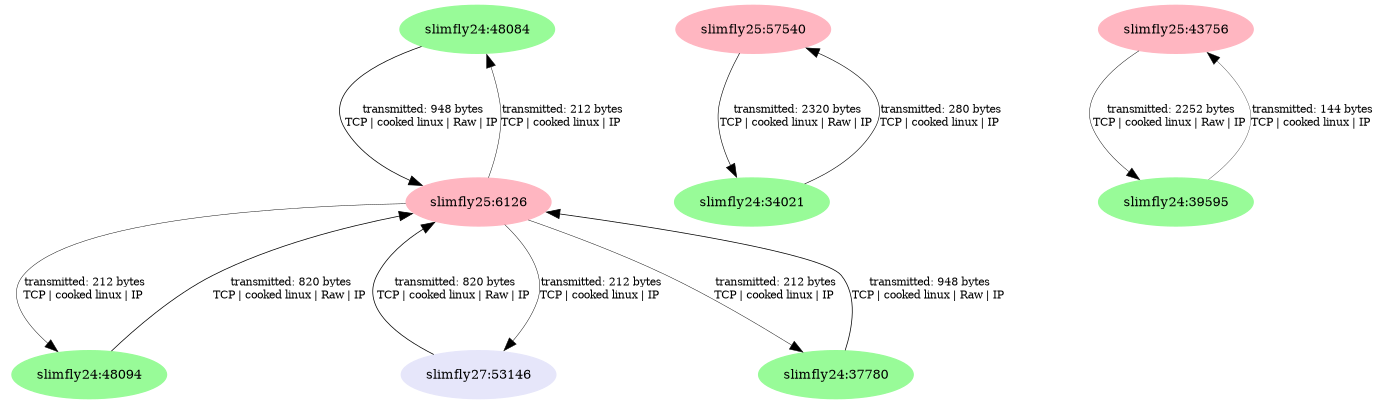 slimfly24:48084
slimfly25:57540
slimfly25:43756
transmitted: 948 bytes
TCP | cooked linux | Raw | IP
transmitted: 212 bytes
TCP | cooked linux | IP
transmitted: 2320 bytes
TCP | cooked linux | Raw | IP
transmitted: 280 bytes
TCP | cooked linux | IP
transmitted: 2252 bytes
TCP | cooked linux | Raw | IP
transmitted: 144 bytes
TCP | cooked linux | IP
slimfly25:6126
slimfly24:34021
slimfly24:39595
transmitted: 212 bytes
TCP | cooked linux | IP
transmitted: 820 bytes
TCP | cooked linux | Raw | IP
transmitted: 820 bytes
TCP | cooked linux | Raw | IP
transmitted: 212 bytes
TCP | cooked linux | IP
transmitted: 212 bytes
TCP | cooked linux | IP
transmitted: 948 bytes
TCP | cooked linux | Raw | IP
slimfly24:48094
slimfly27:53146
slimfly24:37780